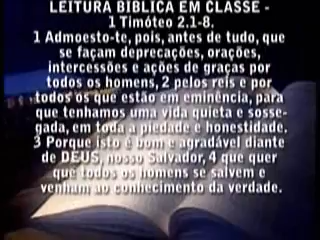 LEITURA BÍBLICA EM CLASSE -
1 Timóteo 2.1-8.
1 Admoesto-te, pois, antes de tudo, que
se façam deprecações, orações,
intercessões e ações de graças por
todos os homens, 2 pelos reis e por
todos os que estão em eminência, para
que tenhamos uma vida quieta e sosse-
gada, em toda a piedade e honestidade.
3 Porque isto é bom e agradável diante
de DEUS, nosso Salvador, 4 que quer
que todos os homens se salvem e
venham ao conhecimento da verdade.